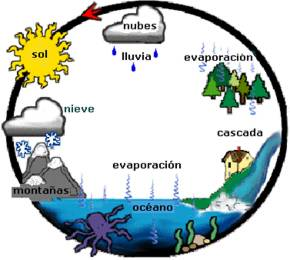 nubes
sol
lluvia
evaporación
nieve
cascada
evaporación
montañas
océano